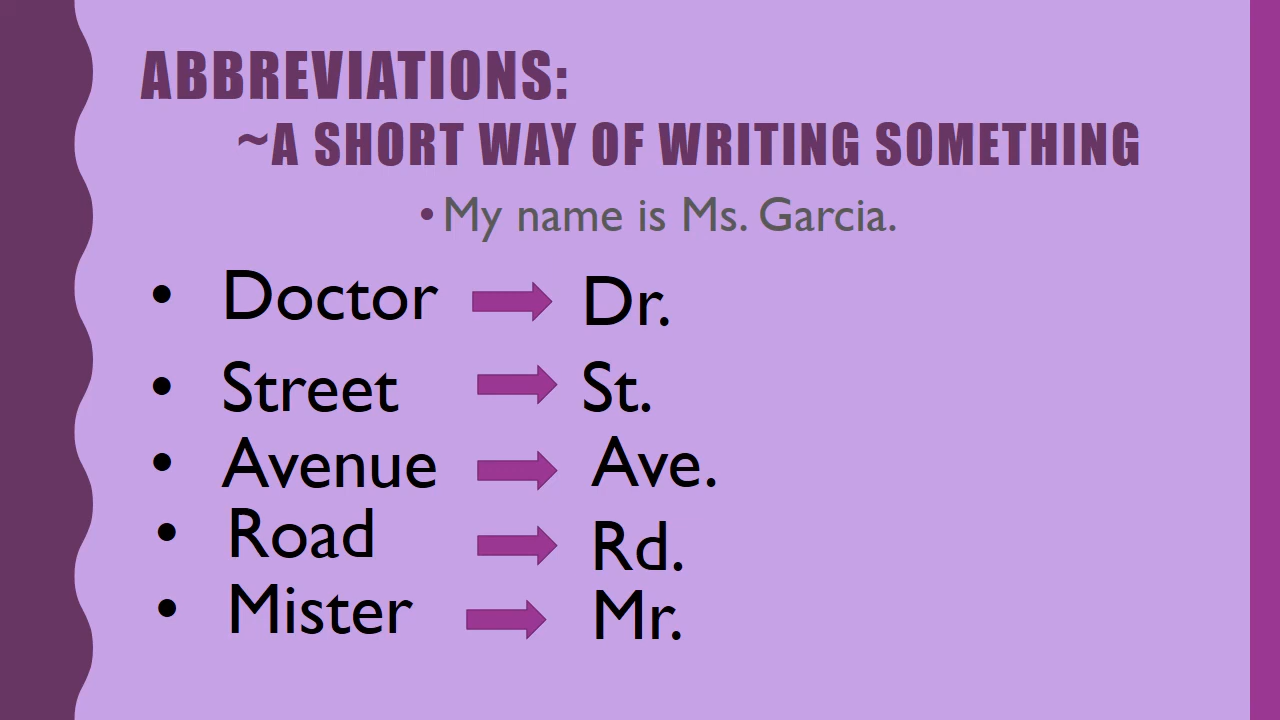 ABBREVIATIONS:
~A SHORT WAY OF WRITING SOMETHING
• My name is Ms. Garcia.
• Doctor Dr.
• Street St.
• Avenue Ave.
• Road Rd.
• Mister Mr.